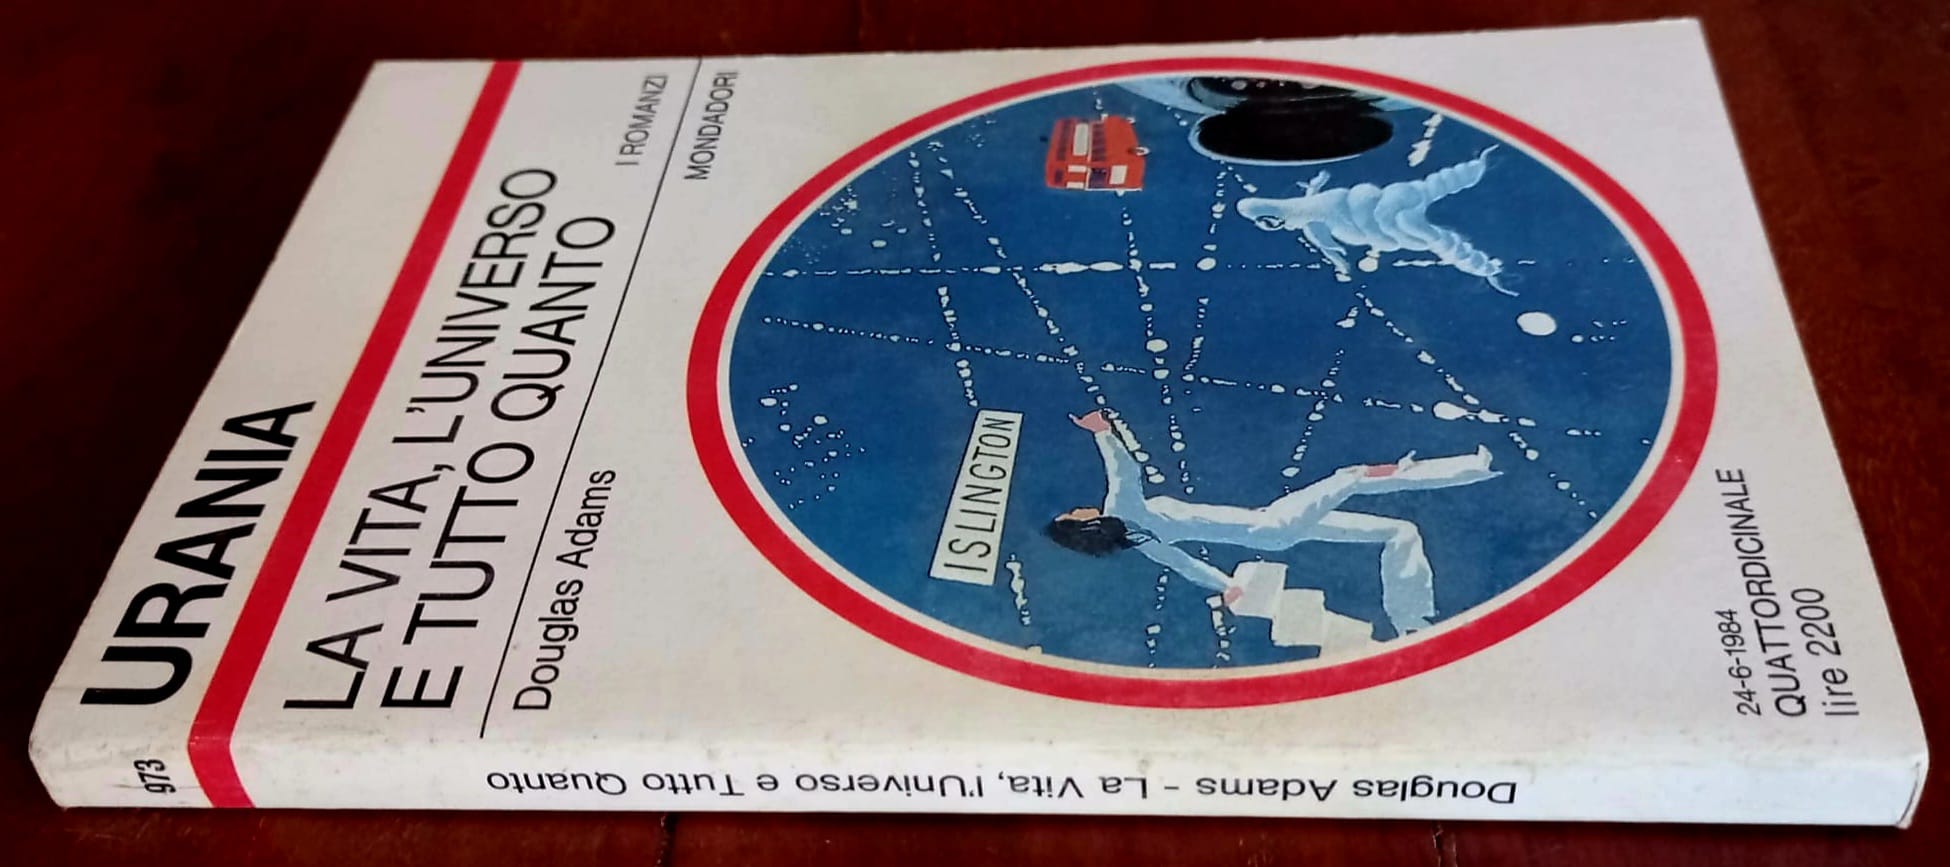 URANIA
LA VITA, L'UNIVERSO
E TUTTO QUANTO
I ROMANZI
Douglas Adams
MONDADORI
ISLINGTON
24-6-1984
QUATTORDICINALE
lire 2200
973
Douglas Adams - La Vita, l'Universo e Tutto Quanto